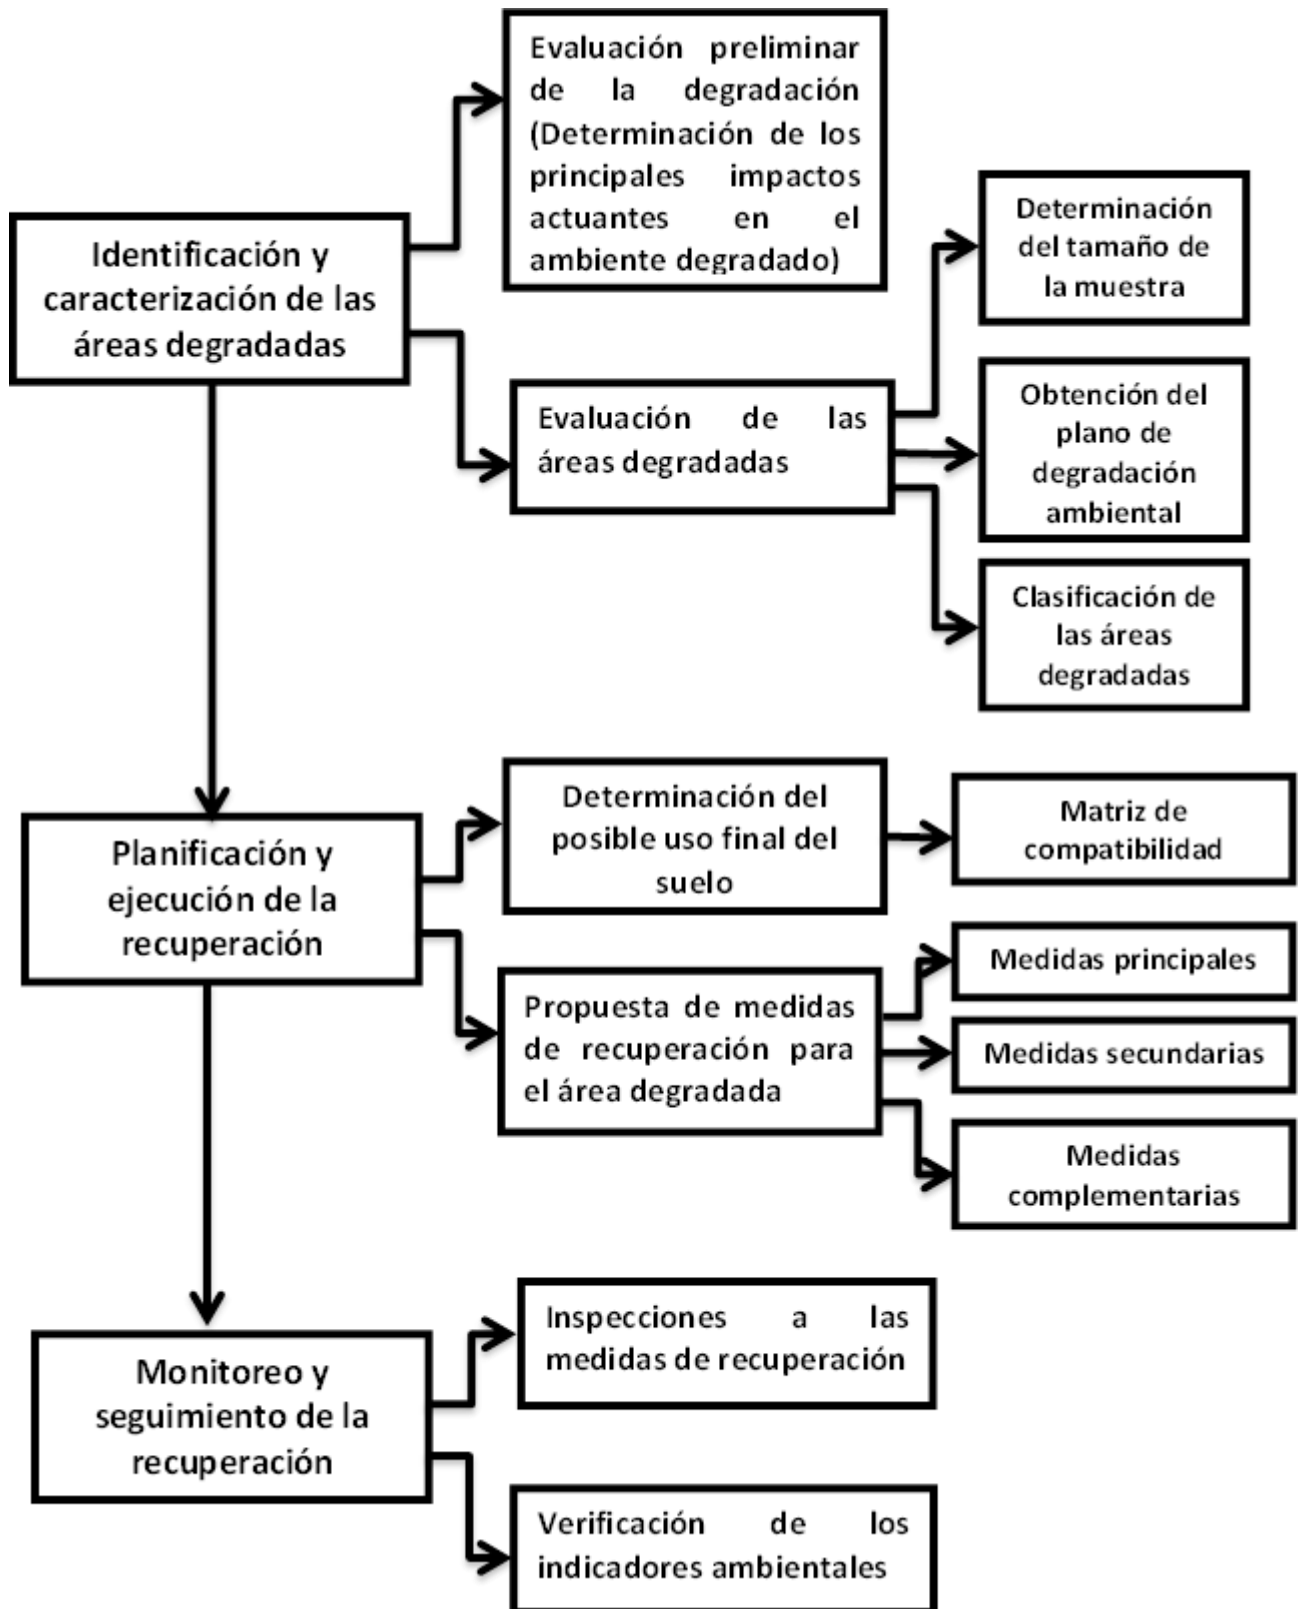 Evaluación preliminar
de la degradación
(Determinación de los
principales impactos
actuantes en el
ambiente degradado)
Identificación y
caracterización de las
áreas degradadas
Evaluación de las
áreas degradadas
Determinación
del tamaño de
la muestra
Obtención del
plano de
degradación
ambiental
Clasificación de
las áreas
degradadas
Planificación y
ejecución de la
recuperación
Determinación del
posible uso final del
suelo
Matriz de
compatibilidad
Propuesta de medidas
de recuperación para
el área degradada
Medidas principales
Medidas secundarias
Medidas
complementarias
Monitoreo y
seguimiento de la
recuperación
Inspecciones a las
medidas de recuperación
Verificación de los
indicadores ambientales